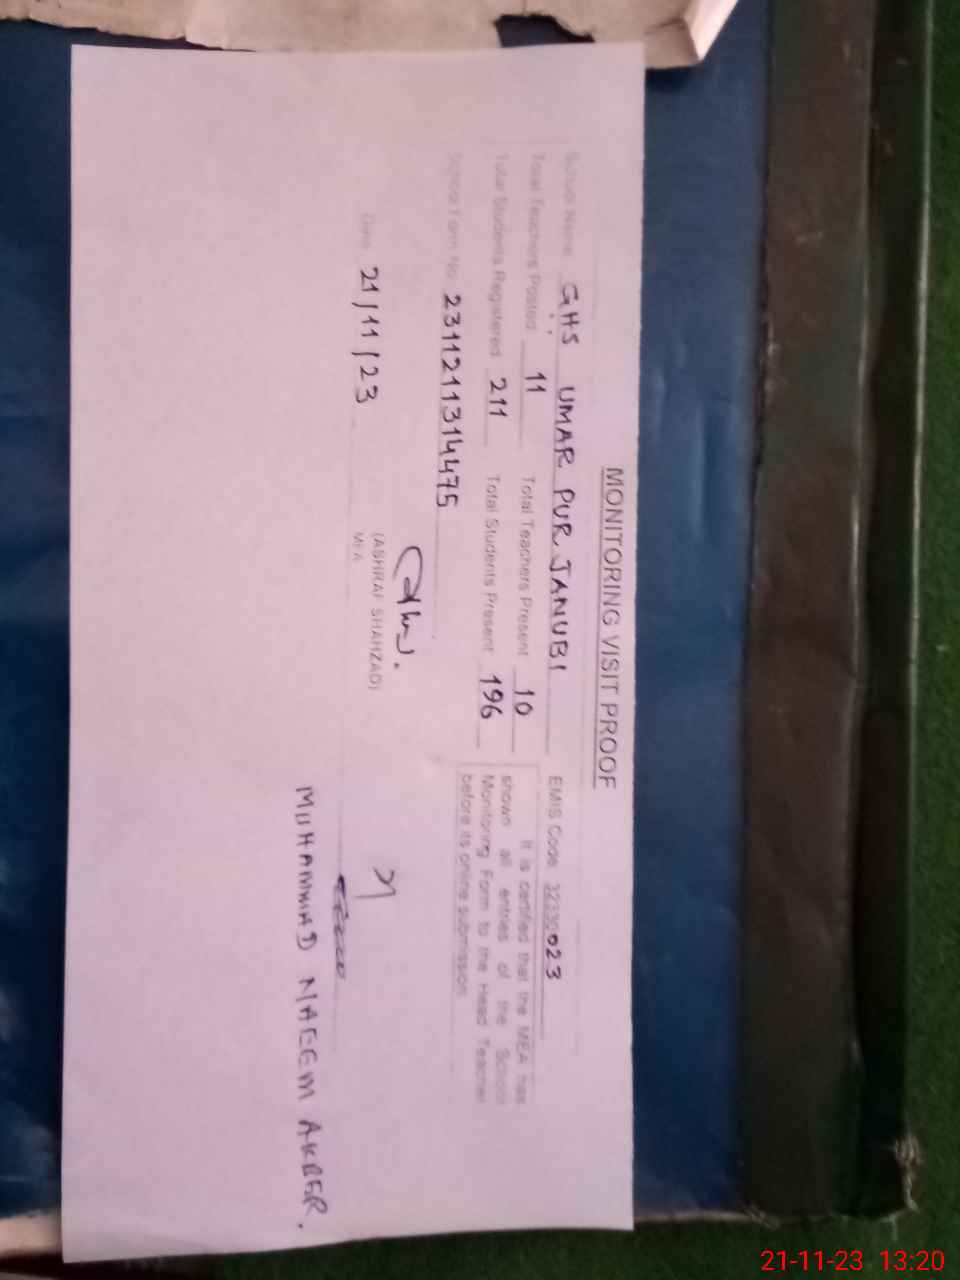 MONITORING VISIT PROOF
School Name GHS UMAR PUR JANUBI EMIS Code 32330023
Total Teachers Posted 11 Total Teachers Present 10
Total Students Registered 211 Total Students Present 196
It is certified that the MEA has
shown all entries of the School
Monitoring Form to the Head Teacher
before its online submission.
School Form No 2311211314475
Date 21/11/23
(ASHRAF SHAHZAD)
MEA
MUHAMMAD NAEEM AKBER.
21-11-23 13:20